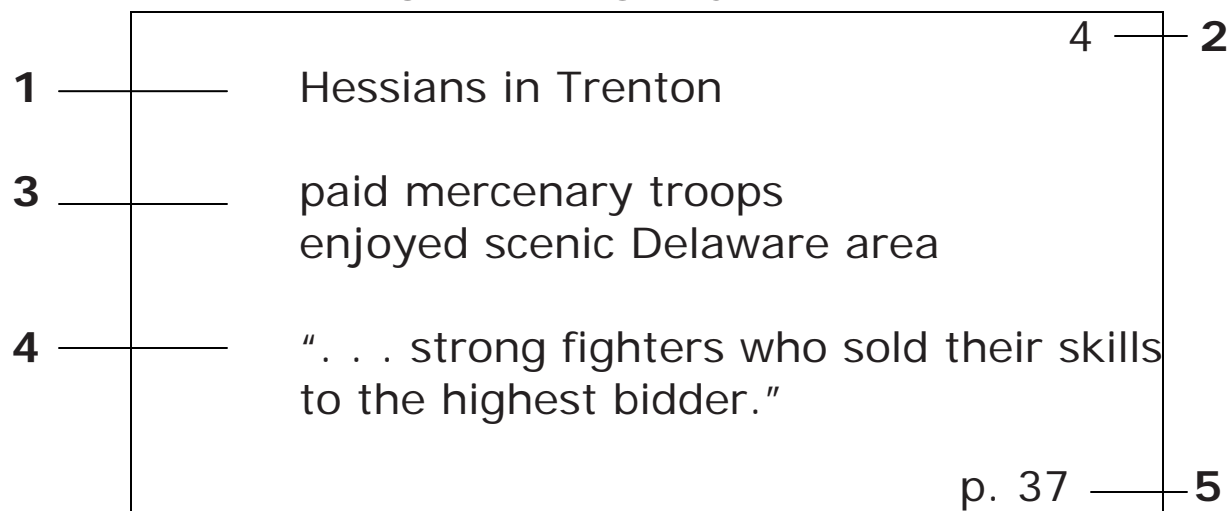 4 2
1 Hessians in Trenton
3 paid mercenary troops
enjoyed scenic Delaware area
4 ". . . strong fighters who sold their skills
to the highest bidder."
p. 37 5